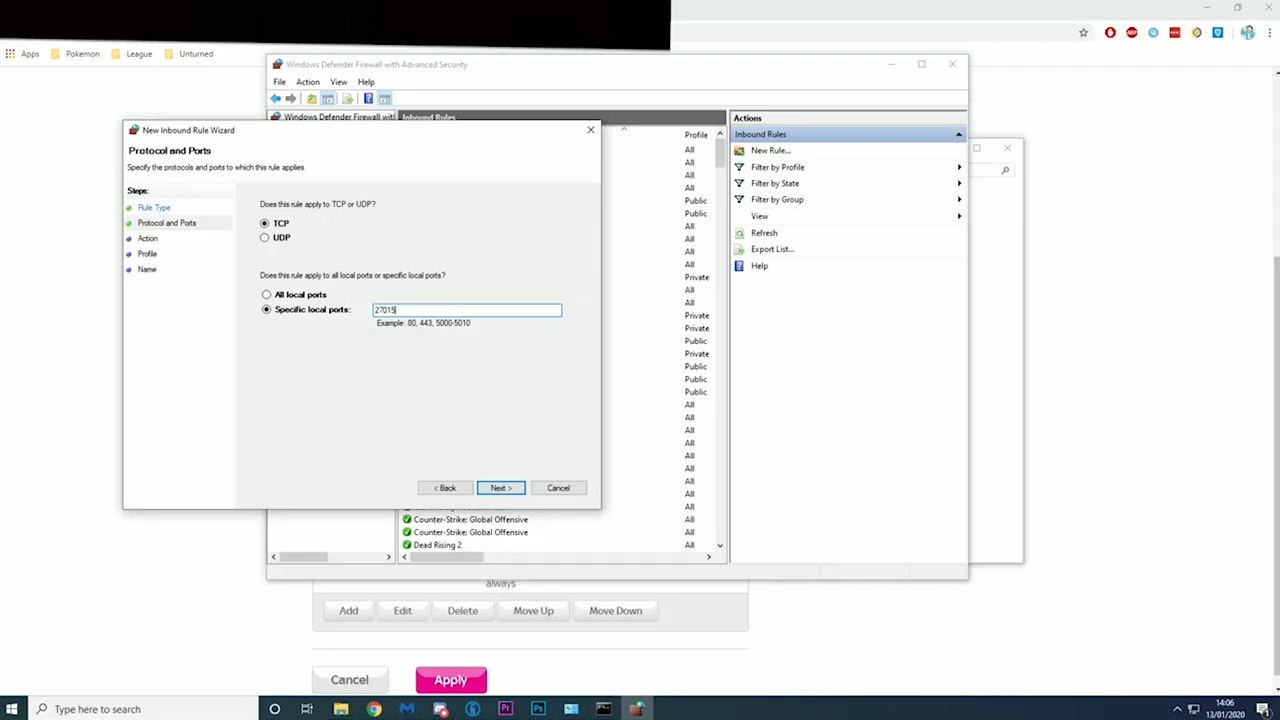 Apps
Pokemon
League
Unturned
Windows Defender Firewall with Advanced Security
File Action View Help
Windows Defender Firewall wit
Inbound Rules
New Inbound Rule Wizard
Protocol and Ports
Specify the protocols and ports to which this rule applies.
Steps:
Rule Type
Protocol and Ports
Action
Profile
Name
Does this rule apply to TCP or UDP?
TCP
UDP
Does this rule apply to all local ports or specific local ports?
All local ports
Specific local ports:
27015
Example: 80, 443, 5000-5010
< Back
Next >
Cancel
Profile
All
All
All
All
Public
Public
All
All
All
All
Private
All
All
Private
Private
Public
Private
Public
Public
Public
All
All
All
All
All
All
All
All
All
Counter-Strike: Global Offensive
All
Counter-Strike: Global Offensive
All
Dead Rising 2
All
Actions
Inbound Rules
New Rule...
Filter by Profile
Filter by State
Filter by Group
View
Refresh
Export List...
Help
always
Add
Edit
Delete
Move Up
Move Down
Cancel
Apply
Type here to search
14:06
13/01/2020